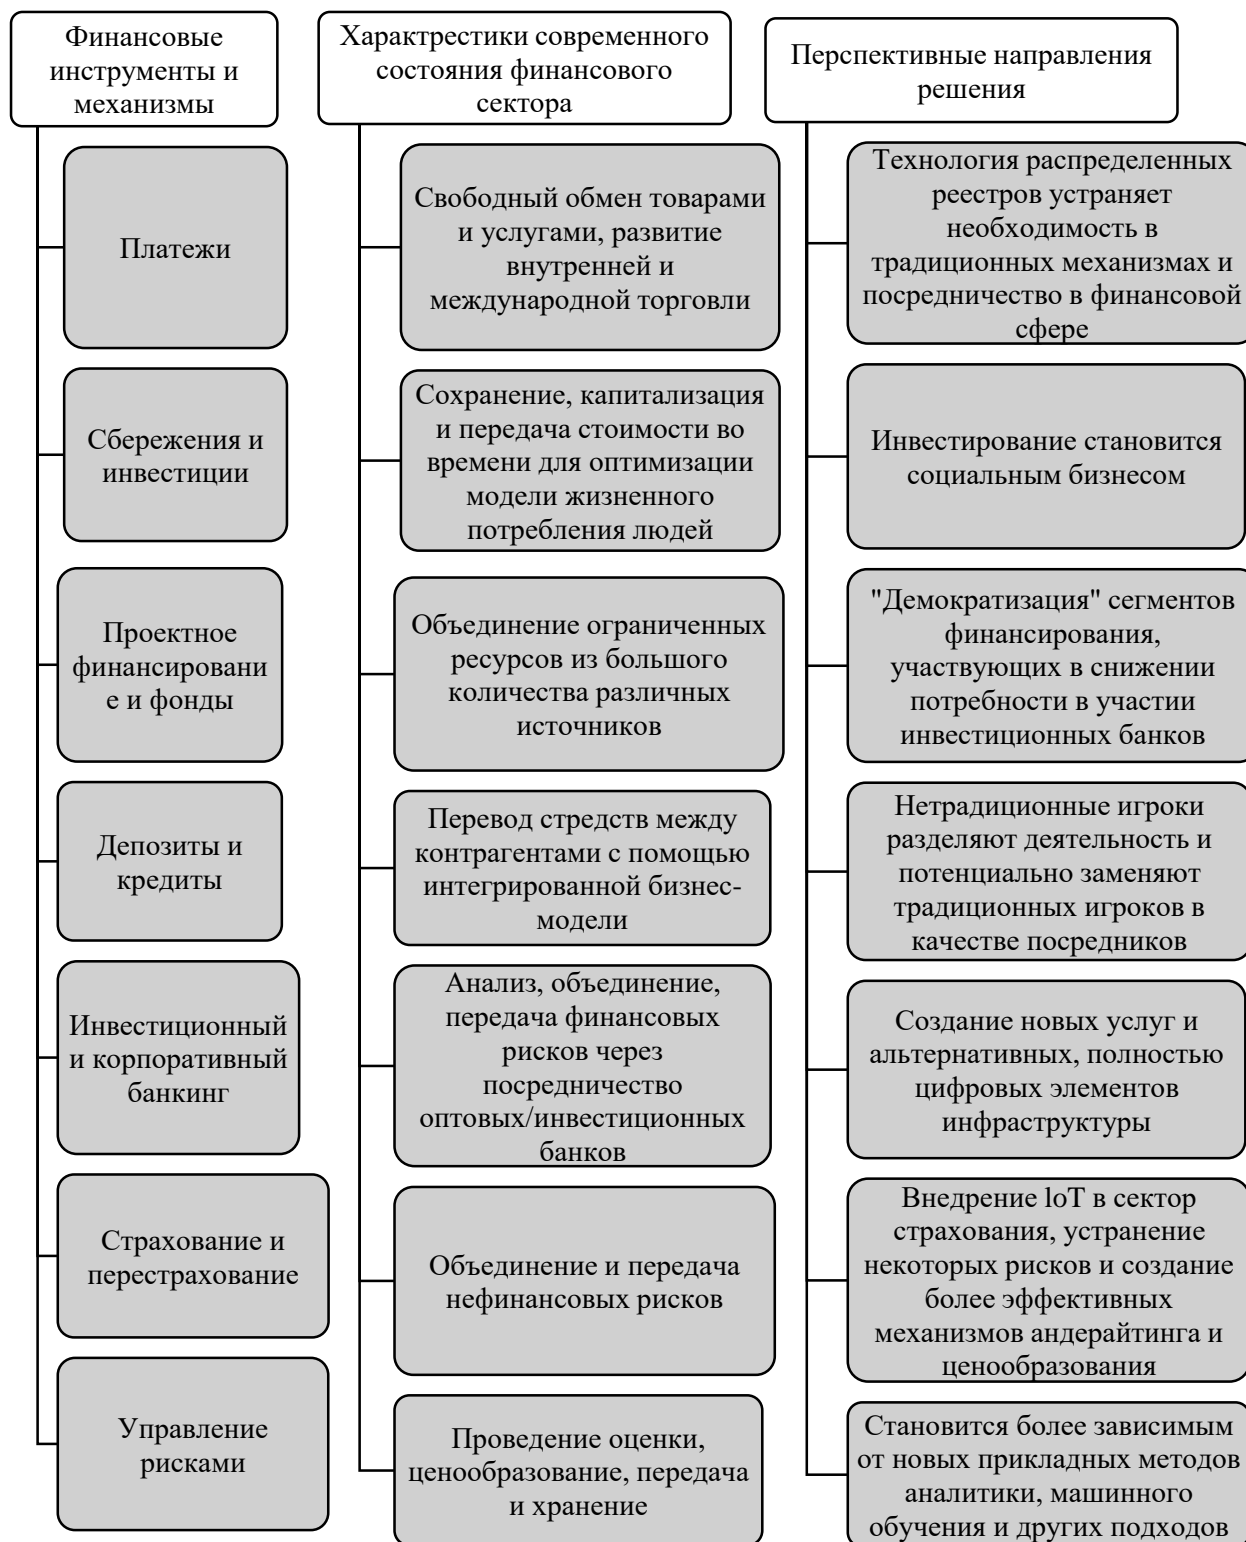 Финансовые
инструменты и
механизмы
Платежи
Сбережения и
инвестиции
Проектное
финансировани
е и фонды
Депозиты и
кредиты
Инвестиционный
и корпоративный
банкинг
Страхование и
перестрахование
Управление
рисками
Характрестики современного
состояния финансового
сектора
Свободный обмен товарами
и услугами, развитие
внутренней и
международной торговли
Сохранение, капитализация
и передача стоимости во
времени для оптимизации
модели жизненного
потребления людей
Объединение ограниченных
ресурсов из большого
количества различных
источников
Перевод стредств между
контрагентами с помощью
интегрированной бизнес-
модели
Анализ, объединение,
передача финансовых
рисков через
посредничество
оптовых/инвестиционных
банков
Объединение и передача
нефинансовых рисков
Проведение оценки,
ценообразование, передача
и хранение
Перспективные направления
решения
Технология распределенных
реестров устраняет
необходимость в
традиционных механизмах и
посредничество в финансовой
сфере
Инвестирование становится
социальным бизнесом
"Демократизация" сегментов
финансирования,
участвующих в снижении
потребности в участии
инвестиционных банков
Нетрадиционные игроки
разделяют деятельность и
потенциально заменяют
традиционных игроков в
качестве посредников
Создание новых услуг и
альтернативных, полностью
цифровых элементов
инфраструктуры
Внедрение loT в сектор
страхования, устранение
некоторых рисков и создание
более эффективных
механизмов андерайтинга и
ценообразования
Становится более зависимым
от новых прикладных методов
аналитики, машинного
обучения и других подходов